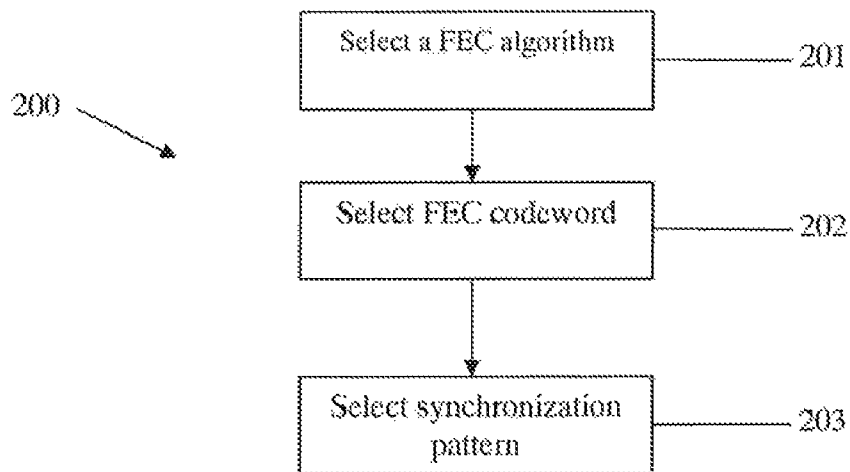 Select a FEC algorithm
201
200
Select FEC codeword
202
Select synchronization
pattern
203